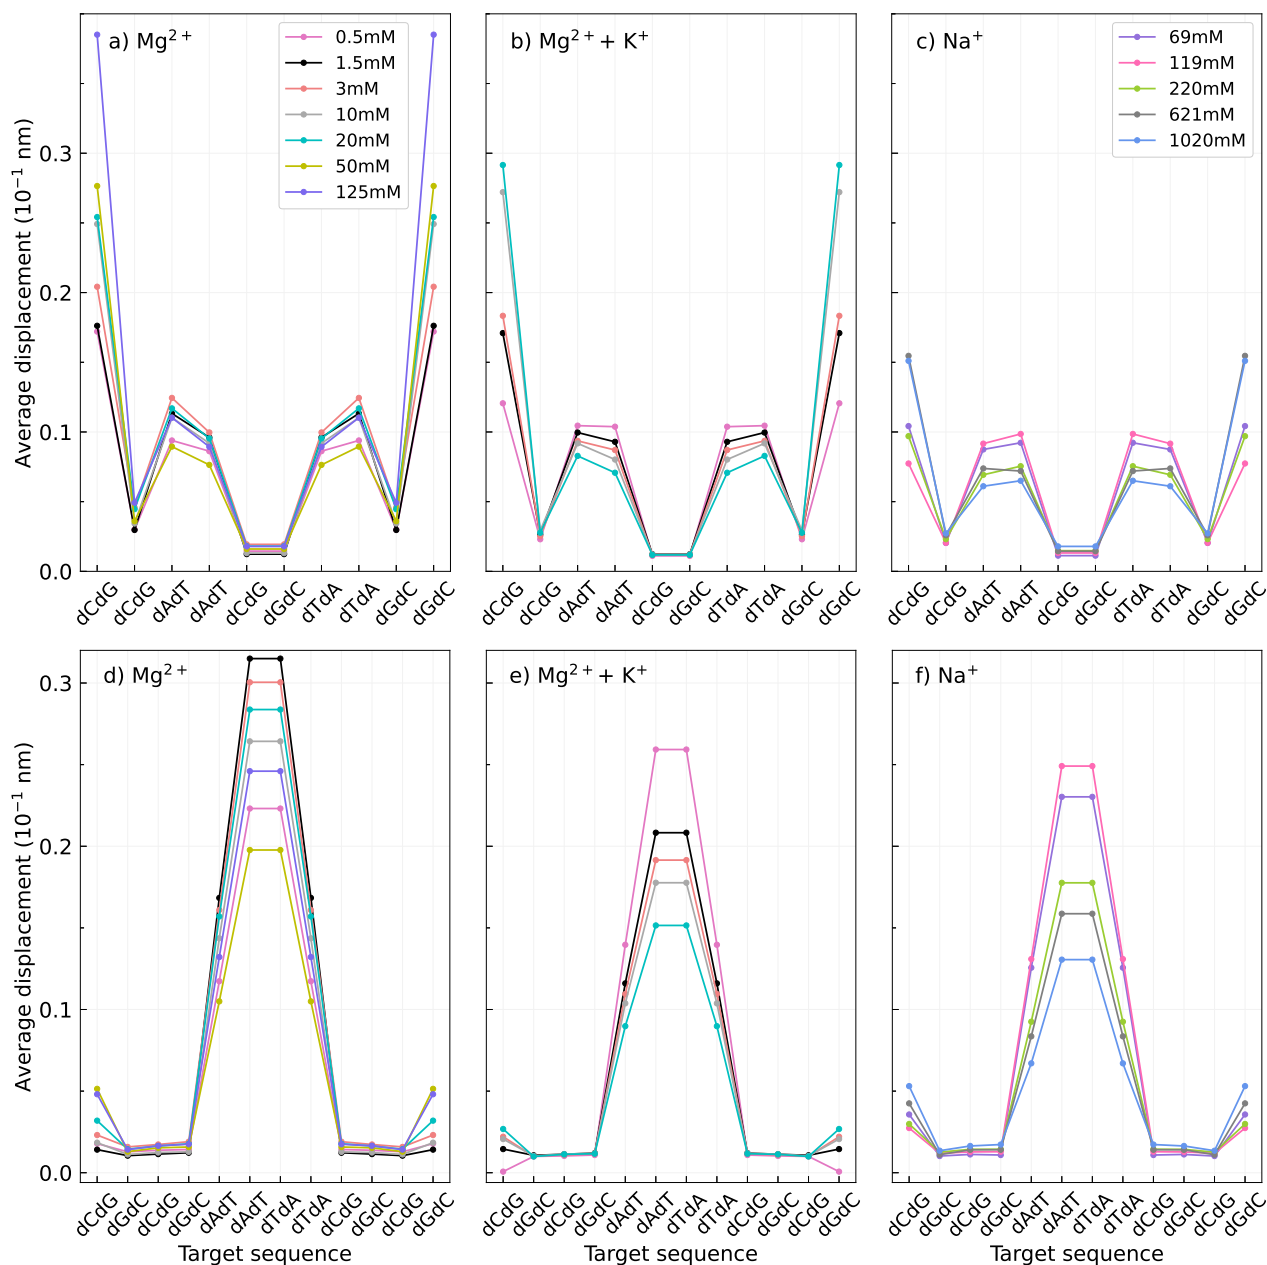 a) Mg²⁺
0.5mM
1.5mM
3mM
10mM
20mM
50mM
125mM
b) Mg²⁺ + K⁺
c) Na⁺
69mM
119mM
220mM
621mM
1020mM
Average displacement (10⁻¹ nm)
0.3
0.2
0.1
0.0
dCdG dCdG dAdT dAdT dCdG dGdC dTdA dTdA dGdC dGdC
dCdG dCdG dAdT dAdT dCdG dGdC dTdA dTdA dGdC dGdC
dCdG dCdG dAdT dAdT dCdG dGdC dTdA dTdA dGdC dGdC
d) Mg²⁺
e) Mg²⁺ + K⁺
f) Na⁺
Average displacement (10⁻¹ nm)
0.3
0.2
0.1
0.0
dCdG dGdC dCdG dGdC dAdT dAdT dTdA dTdA dCdG dGdC dCdG dGdC
dCdG dGdC dCdG dGdC dAdT dAdT dTdA dTdA dCdG dGdC dCdG dGdC
dCdG dGdC dCdG dGdC dAdT dAdT dTdA dTdA dCdG dGdC dCdG dGdC
Target sequence
Target sequence
Target sequence